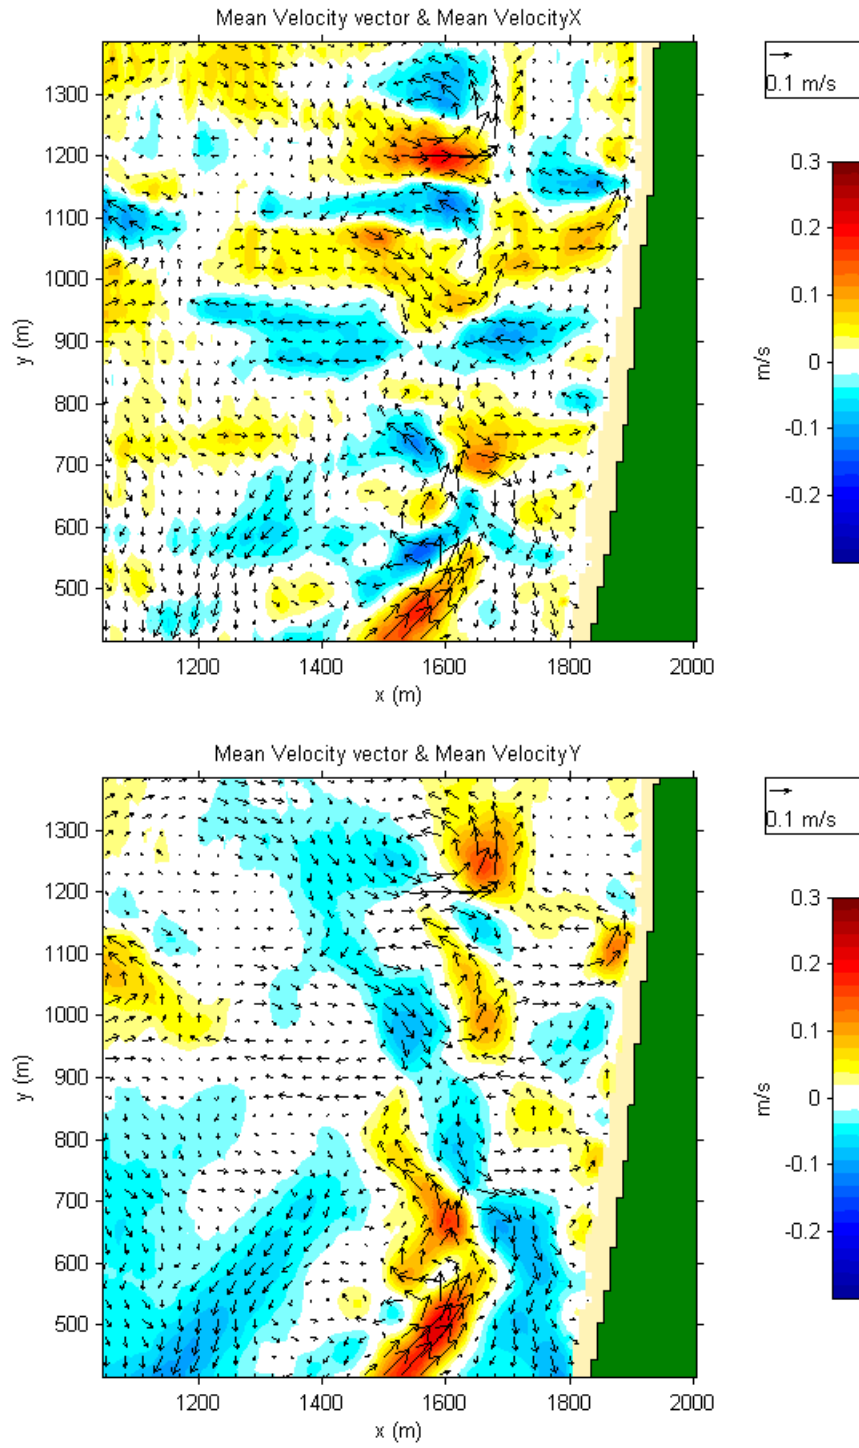 Mean Velocity vector & Mean VelocityX
0.1 m/s
1300
1200
1100
1000
900
800
700
600
500
y (m)
1200 1400 1600 1800 2000
x (m)
0.3
0.2
0.1
0
-0.1
-0.2
m/s
Mean Velocity vector & Mean VelocityY
0.1 m/s
1300
1200
1100
1000
900
800
700
600
500
y (m)
1200 1400 1600 1800 2000
x (m)
0.3
0.2
0.1
0
-0.1
-0.2
m/s